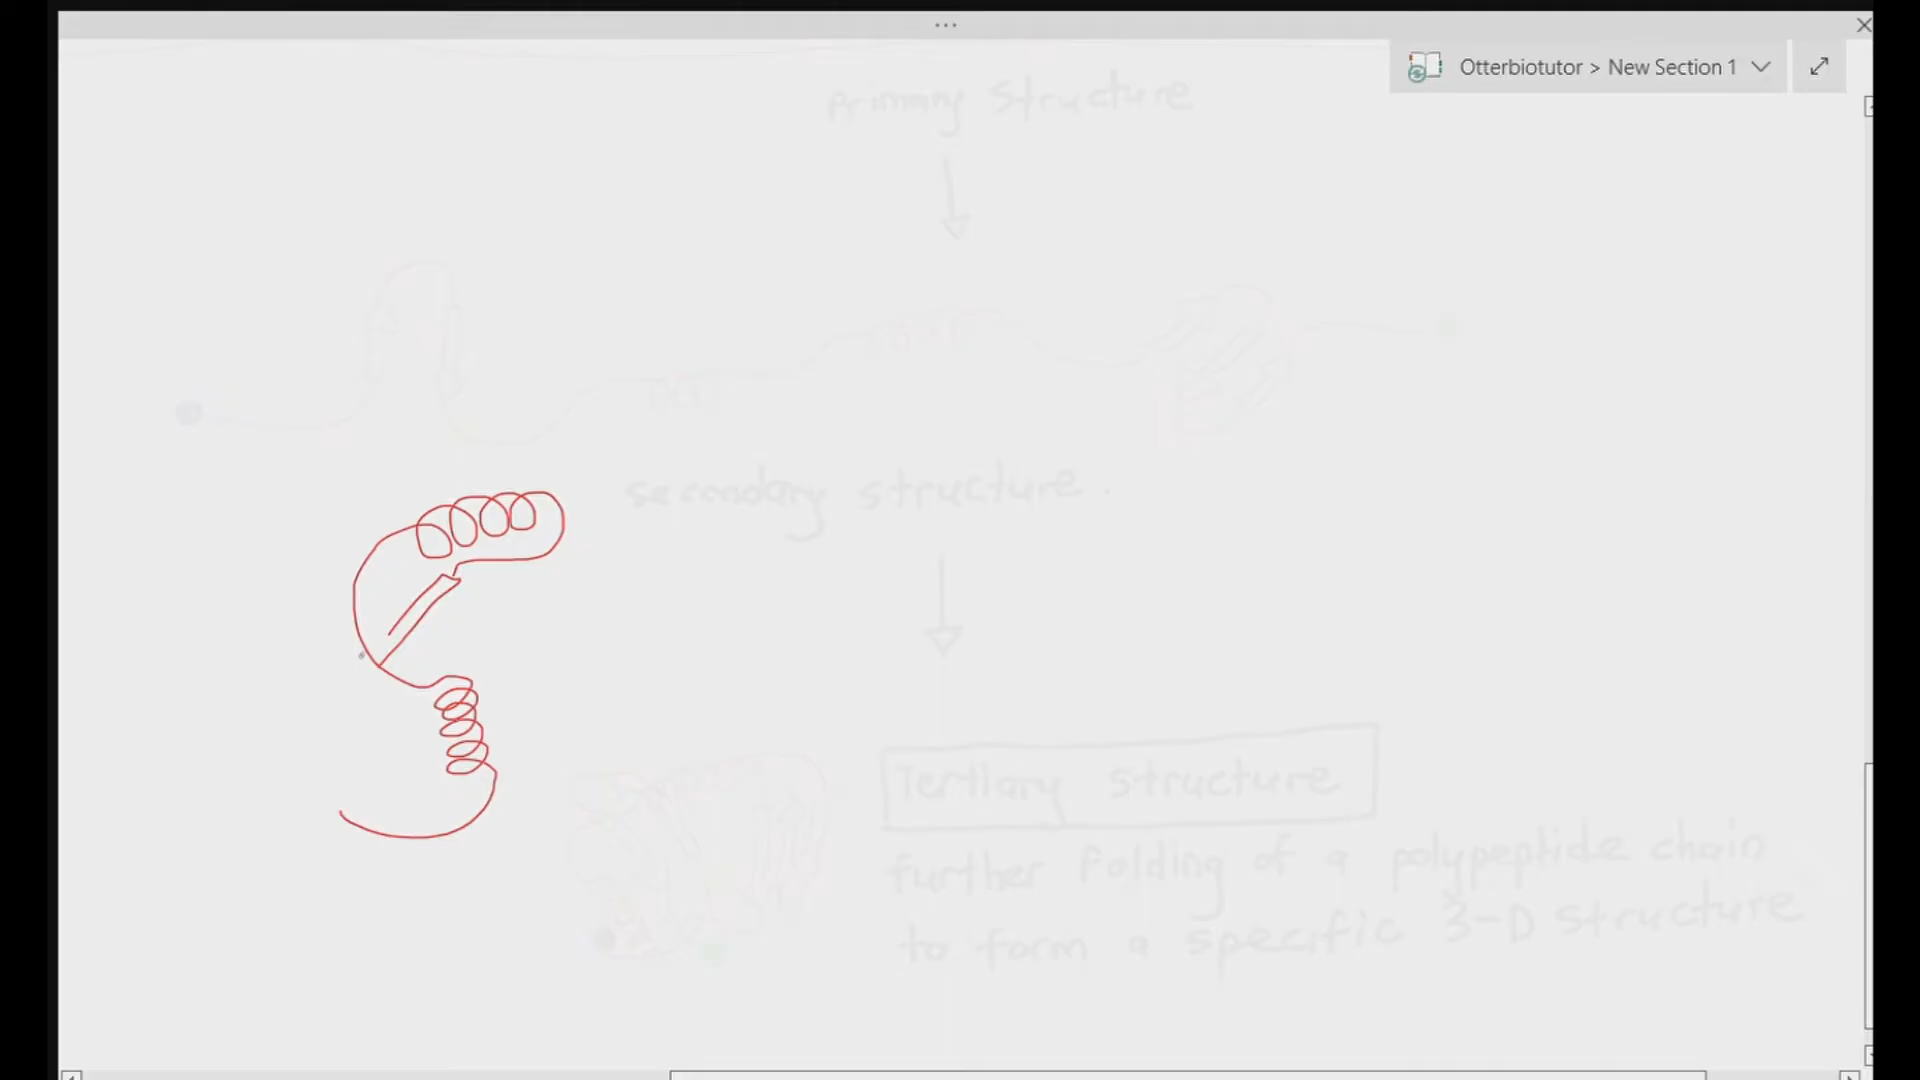 Otterbiotutor > New Section 1
Primary structure
secondary structure.
Tertiary structure
further folding of a polypeptide chain
to form a specific 3-D structure